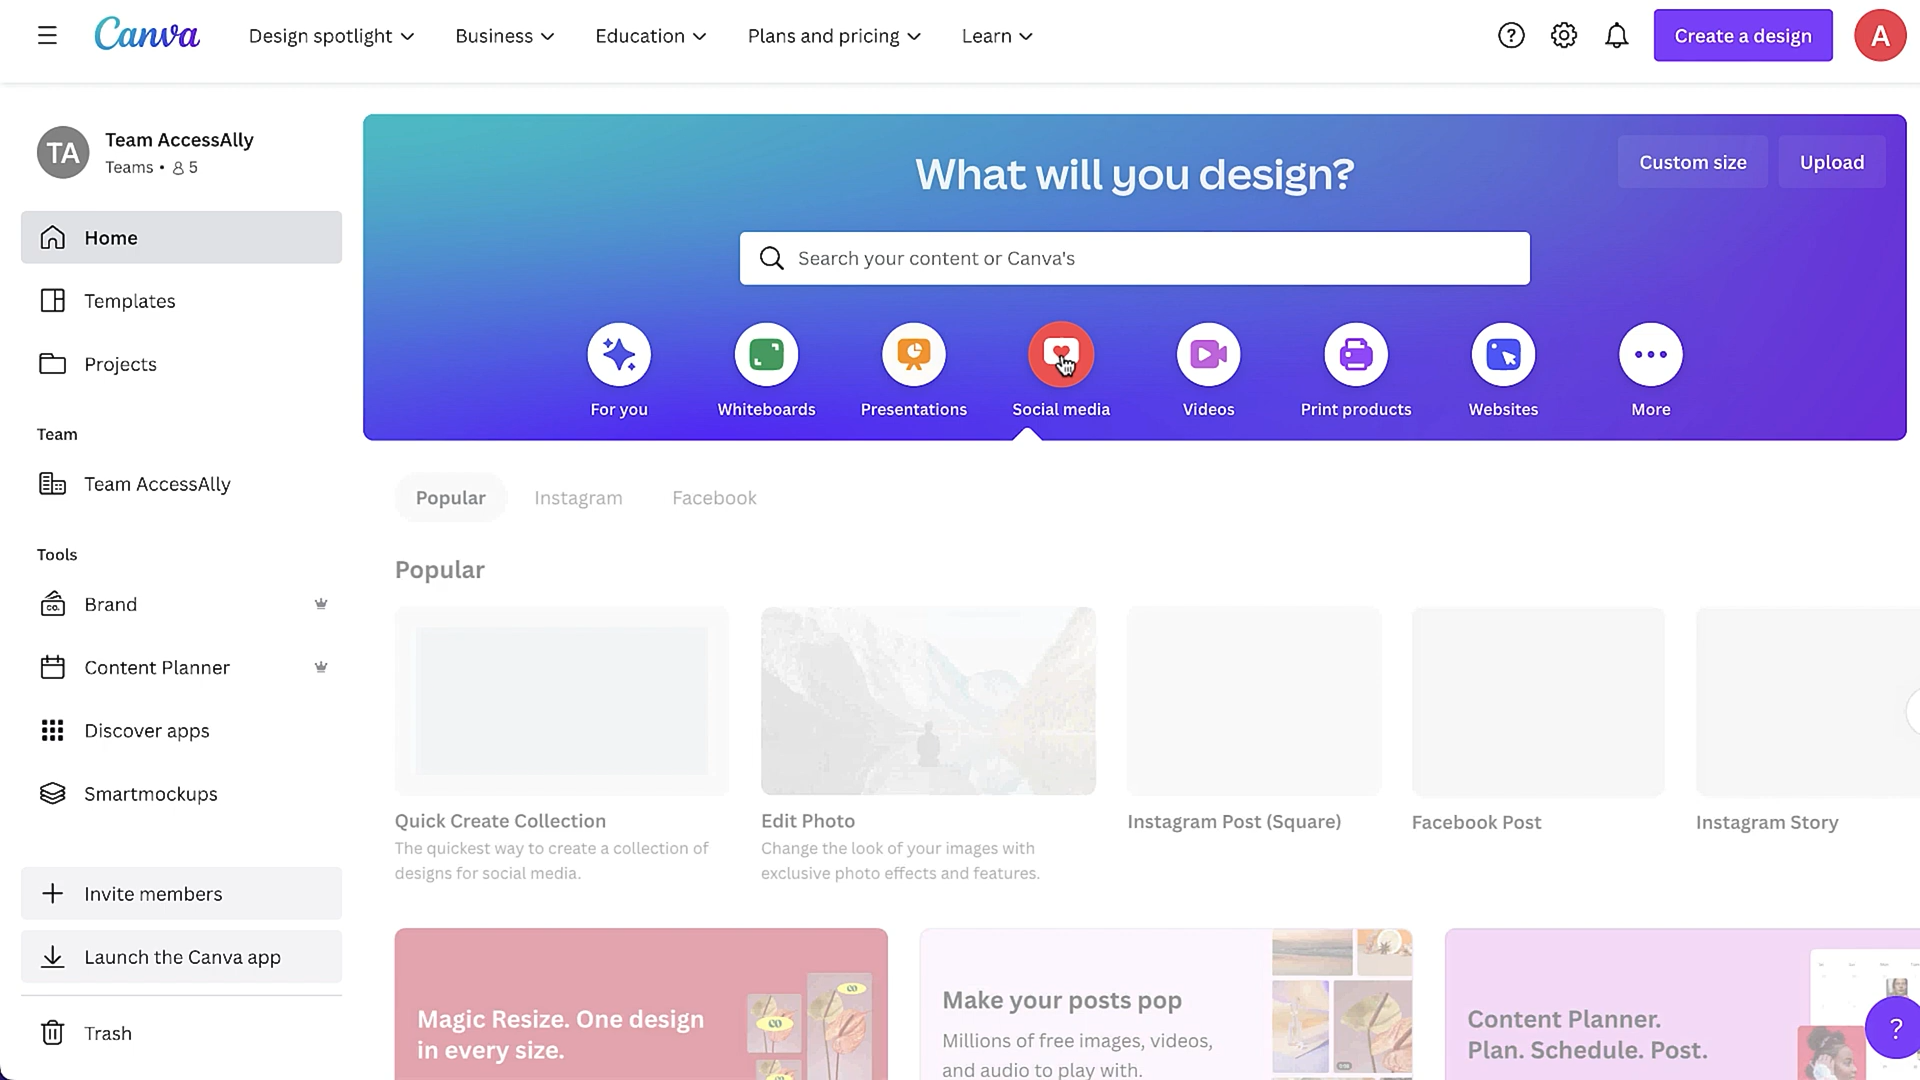 Canva
Design spotlight
Business
Education
Plans and pricing
Learn
?
Create a design
A
TA
Team AccessAlly
Teams • 5
Home
Templates
Projects
Team
Team AccessAlly
Tools
Brand
Content Planner
Discover apps
Smartmockups
Invite members
Launch the Canva app
Trash
What will you design?
Custom size
Upload
Search your content or Canva's
For you
Whiteboards
Presentations
Social media
Videos
Print products
Websites
More
Popular
Instagram
Facebook
Popular
Quick Create Collection
The quickest way to create a collection of
designs for social media.
Edit Photo
Change the look of your images with
exclusive photo effects and features.
Instagram Post (Square)
Facebook Post
Instagram Story
Magic Resize. One design
in every size.
Make your posts pop
Millions of free images, videos,
and audio to play with.
Content Planner.
Plan. Schedule. Post.
?